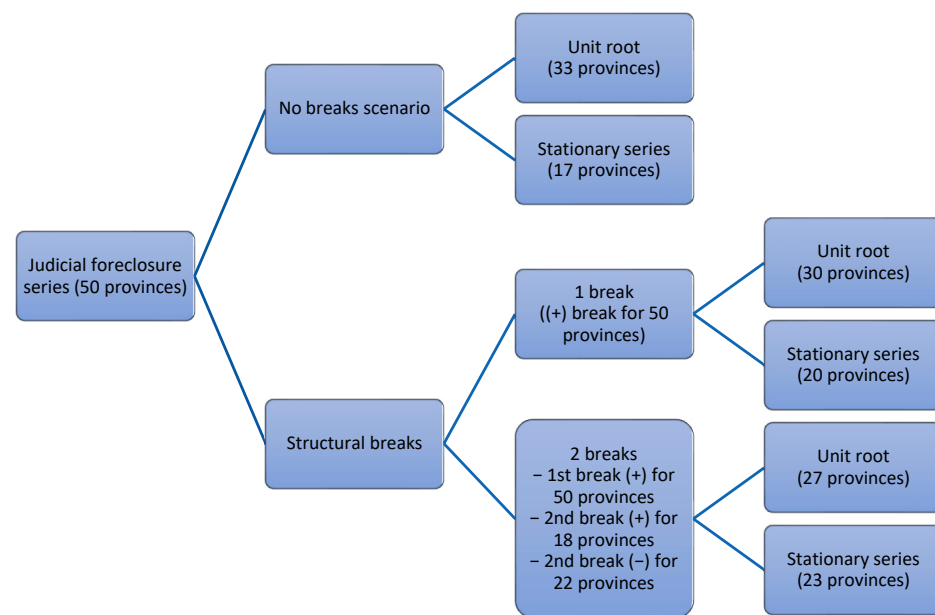 Judicial foreclosure
series (50 provinces)
No breaks scenario
Unit root
(33 provinces)
Stationary series
(17 provinces)
Structural breaks
1 break
((+) break for 50
provinces)
Unit root
(30 provinces)
Stationary series
(20 provinces)
2 breaks
− 1st break (+) for
50 provinces
− 2nd break (+) for
18 provinces
− 2nd break (−) for
22 provinces
Unit root
(27 provinces)
Stationary series
(23 provinces)